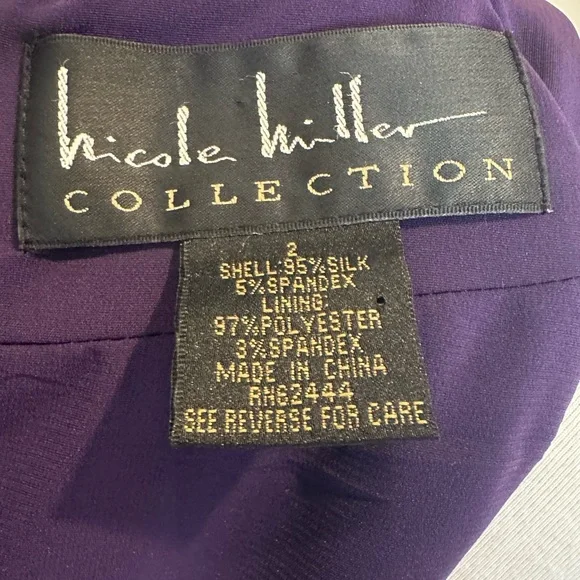 nicole miller
COLLECTION
2
SHELL:95%SILK
5%SPANDEX
LINING:
97%POLYESTER
3%SPANDEX
MADE IN CHINA
RN82444
SEE REVERSE FOR CARE